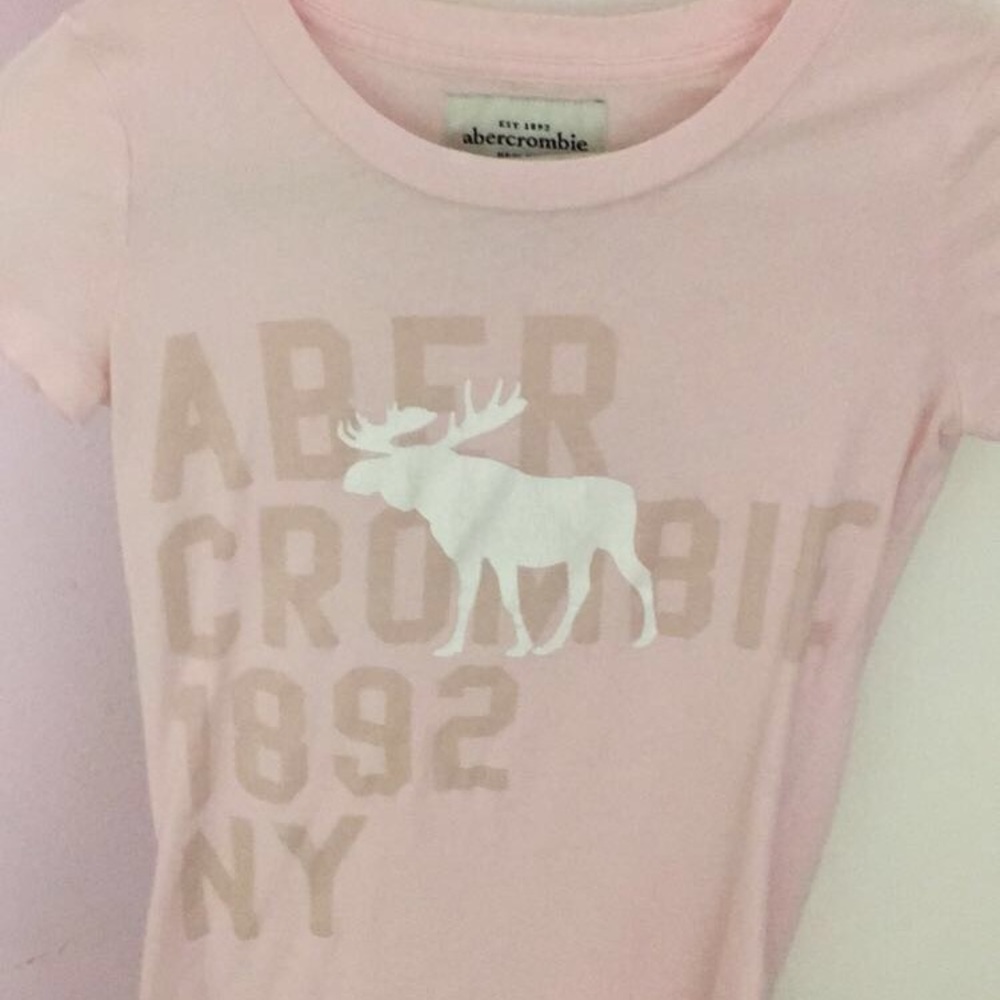 EST 1892
abercrombie
ABER
CROMBIE
1892
NY